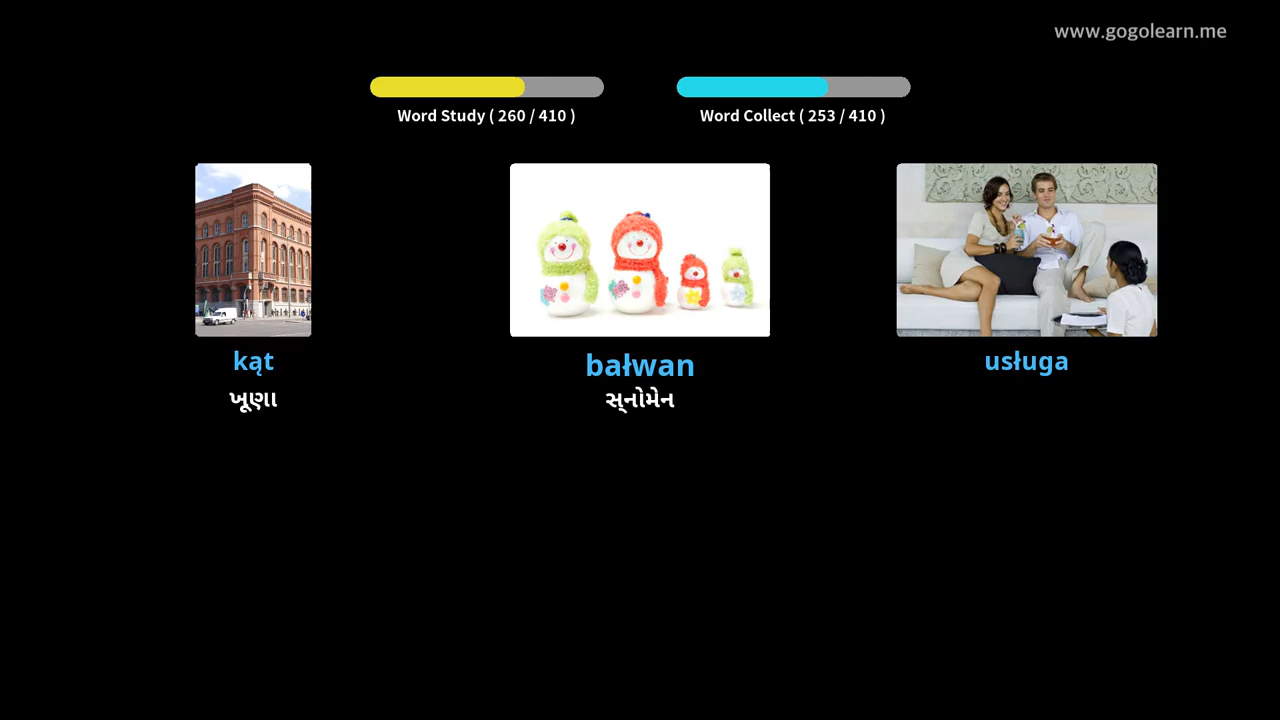 www.gogolearn.me
Word Study ( 260 / 410 )
Word Collect ( 253 / 410 )
kąt
ખૂણા
bałwan
સ્નોમેન
usługa